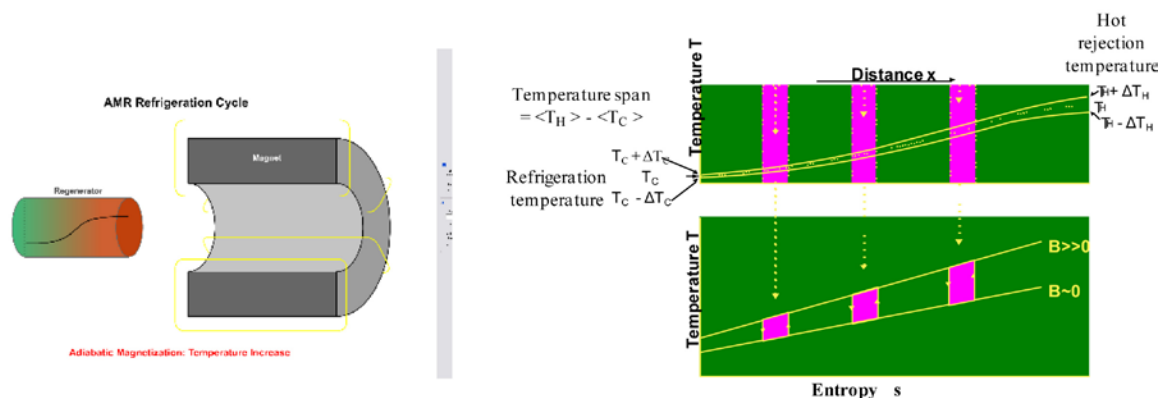 AMR Refrigeration Cycle
Magnet
Regenerator
Adiabatic Magnetization: Temperature Increase
Temperature span
= <T_H> - <T_C>
T_C + ΔT_C
Refrigeration
temperature
T_C
T_C - ΔT_C
Temperature T
Distance x
Hot
rejection
temperature
T_H + ΔT_H
T_H
T_H - ΔT_H
Temperature T
B>>0
B~0
Entropy s